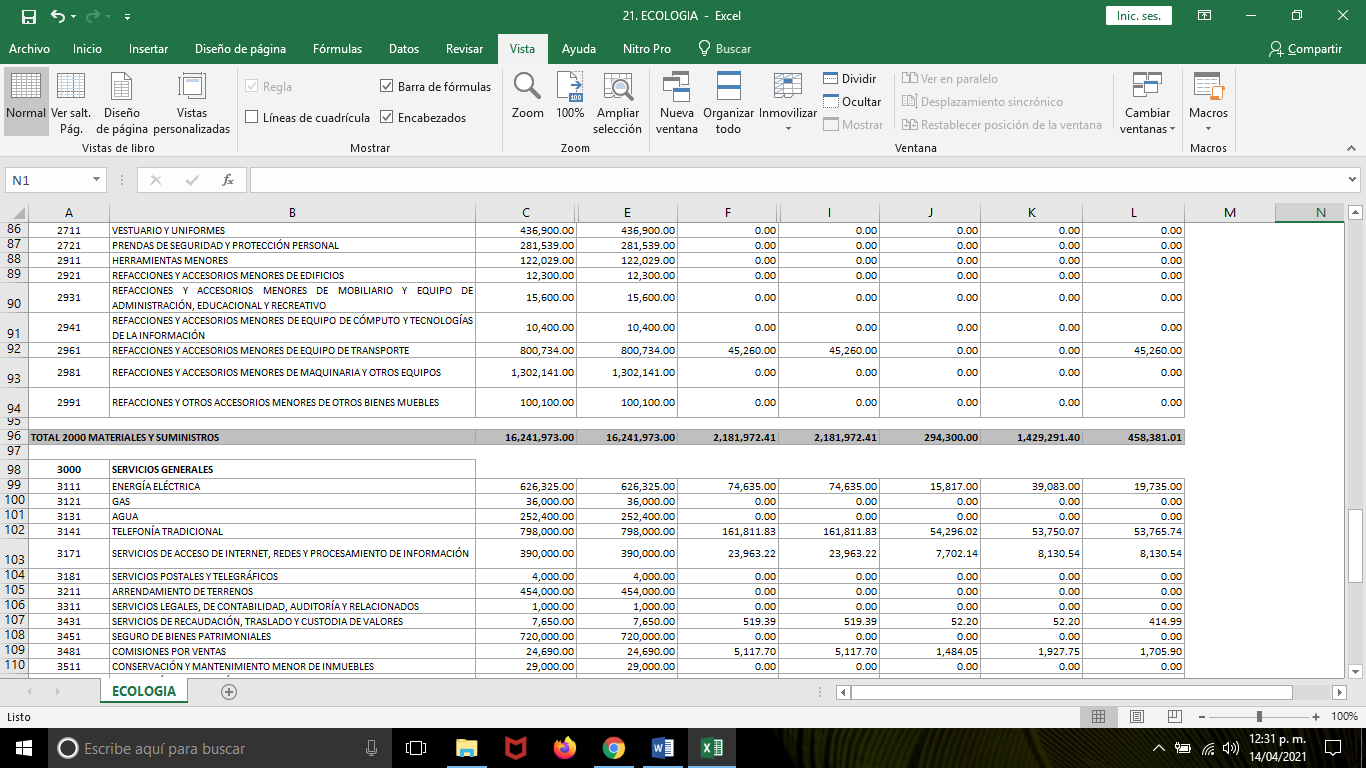 21. ECOLOGIA - Excel
Inic. ses.
Archivo Inicio Insertar Diseño de página Fórmulas Datos Revisar Vista Ayuda Nitro Pro Buscar Compartir
Normal Ver salt. Pág. Diseño de página Vistas personalizadas
Vistas de libro
Regla Barra de fórmulas
Líneas de cuadrícula Encabezados
Mostrar
Zoom 100% Ampliar selección
100
Zoom
Nueva ventana Organizar todo Inmovilizar
Dividir
Ocultar
Mostrar
Ver en paralelo
Desplazamiento sincrónico
Restablecer posición de la ventana
Cambiar ventanas
Ventana
Macros
Macros
N1 fx
A B C E F I J K L M N
86 2711 VESTUARIO Y UNIFORMES 436,900.00 436,900.00 0.00 0.00 0.00 0.00 0.00
87 2721 PRENDAS DE SEGURIDAD Y PROTECCIÓN PERSONAL 281,539.00 281,539.00 0.00 0.00 0.00 0.00 0.00
88 2911 HERRAMIENTAS MENORES 122,029.00 122,029.00 0.00 0.00 0.00 0.00 0.00
89 2921 REFACCIONES Y ACCESORIOS MENORES DE EDIFICIOS 12,300.00 12,300.00 0.00 0.00 0.00 0.00 0.00
90 2931 REFACCIONES Y ACCESORIOS MENORES DE MOBILIARIO Y EQUIPO DE
ADMINISTRACIÓN, EDUCACIONAL Y RECREATIVO 15,600.00 15,600.00 0.00 0.00 0.00 0.00 0.00
91 2941 REFACCIONES Y ACCESORIOS MENORES DE EQUIPO DE CÓMPUTO Y TECNOLOGÍAS
DE LA INFORMACIÓN 10,400.00 10,400.00 0.00 0.00 0.00 0.00 0.00
92 2961 REFACCIONES Y ACCESORIOS MENORES DE EQUIPO DE TRANSPORTE 800,734.00 800,734.00 45,260.00 45,260.00 0.00 0.00 45,260.00
93 2981 REFACCIONES Y ACCESORIOS MENORES DE MAQUINARIA Y OTROS EQUIPOS 1,302,141.00 1,302,141.00 0.00 0.00 0.00 0.00 0.00
94 2991 REFACCIONES Y OTROS ACCESORIOS MENORES DE OTROS BIENES MUEBLES 100,100.00 100,100.00 0.00 0.00 0.00 0.00 0.00
95
96 TOTAL 2000 MATERIALES Y SUMINISTROS 16,241,973.00 16,241,973.00 2,181,972.41 2,181,972.41 294,300.00 1,429,291.40 458,381.01
97
98 3000 SERVICIOS GENERALES
99 3111 ENERGÍA ELÉCTRICA 626,325.00 626,325.00 74,635.00 74,635.00 15,817.00 39,083.00 19,735.00
100 3121 GAS 36,000.00 36,000.00 0.00 0.00 0.00 0.00 0.00
101 3131 AGUA 252,400.00 252,400.00 0.00 0.00 0.00 0.00 0.00
102 3141 TELEFONÍA TRADICIONAL 798,000.00 798,000.00 161,811.83 161,811.83 54,296.02 53,750.07 53,765.74
103 3171 SERVICIOS DE ACCESO DE INTERNET, REDES Y PROCESAMIENTO DE INFORMACIÓN 390,000.00 390,000.00 23,963.22 23,963.22 7,702.14 8,130.54 8,130.54
104 3181 SERVICIOS POSTALES Y TELEGRÁFICOS 4,000.00 4,000.00 0.00 0.00 0.00 0.00 0.00
105 3211 ARRENDAMIENTO DE TERRENOS 454,000.00 454,000.00 0.00 0.00 0.00 0.00 0.00
106 3311 SERVICIOS LEGALES, DE CONTABILIDAD, AUDITORÍA Y RELACIONADOS 1,000.00 1,000.00 0.00 0.00 0.00 0.00 0.00
107 3431 SERVICIOS DE RECAUDACIÓN, TRASLADO Y CUSTODIA DE VALORES 7,650.00 7,650.00 519.39 519.39 52.20 52.20 414.99
108 3451 SEGURO DE BIENES PATRIMONIALES 720,000.00 720,000.00 0.00 0.00 0.00 0.00 0.00
109 3481 COMISIONES POR VENTAS 24,690.00 24,690.00 5,117.70 5,117.70 1,484.05 1,927.75 1,705.90
110 3511 CONSERVACIÓN Y MANTENIMIENTO MENOR DE INMUEBLES 29,000.00 29,000.00 0.00 0.00 0.00 0.00 0.00
ECOLOGIA
Listo 100%
Escribe aquí para buscar
12:31 p. m.
14/04/2021